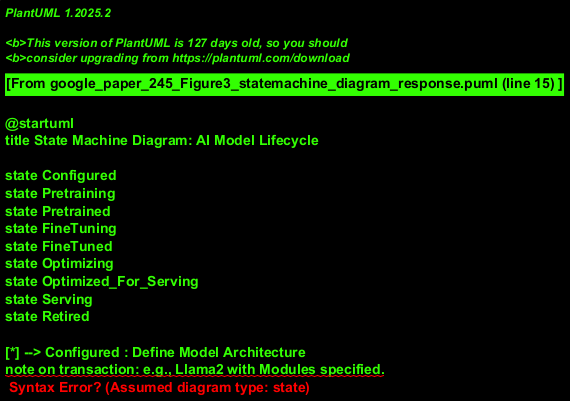 PlantUML 1.2025.2
<b>This version of PlantUML is 127 days old, so you should
<b>consider upgrading from https://plantuml.com/download
[From google_paper_245_Figure3_statemachine_diagram_response.puml (line 15) ]
@startuml
title State Machine Diagram: AI Model Lifecycle
state Configured
state Pretraining
state Pretrained
state FineTuning
state FineTuned
state Optimizing
state Optimized_For_Serving
state Serving
state Retired
[*] --> Configured : Define Model Architecture
note on transaction: e.g., Llama2 with Modules specified.
Syntax Error? (Assumed diagram type: state)